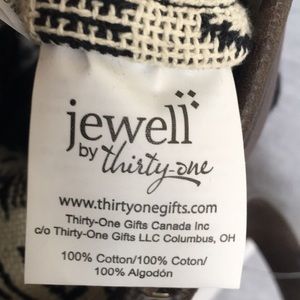 jewell
by thirty-one
www.thirtyonegifts.com
Thirty-One Gifts Canada Inc
c/o Thirty-One Gifts LLC Columbus, OH
100% Cotton/100% Coton/
100% Algodón